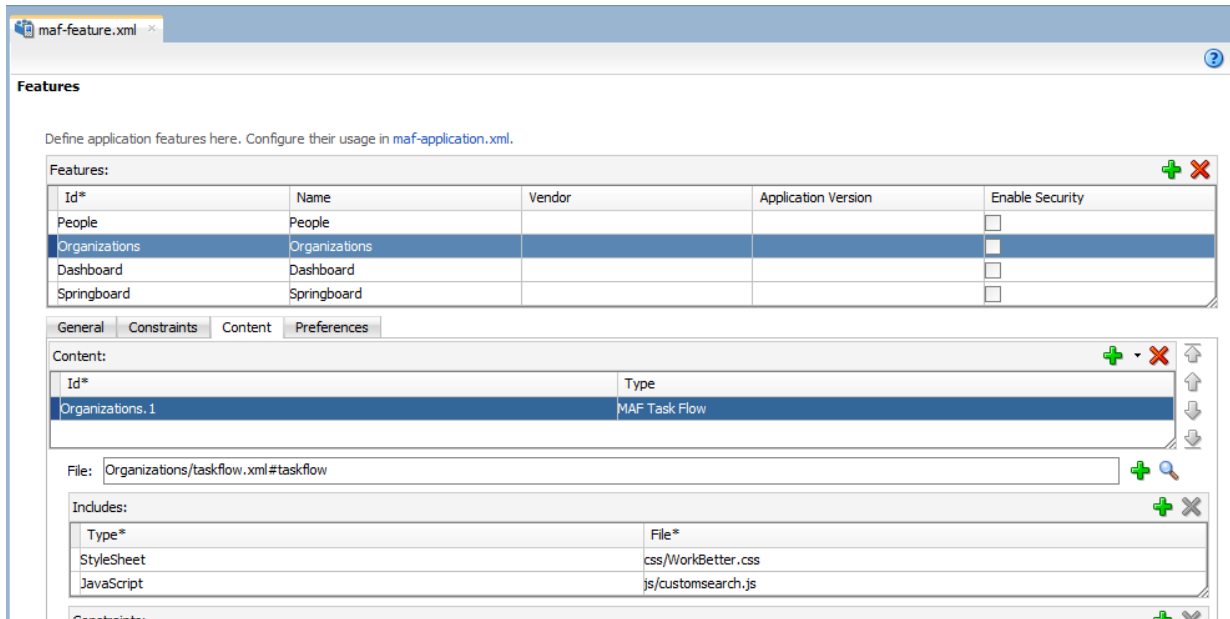 maf-feature.xml
Features
Define application features here. Configure their usage in maf-application.xml.
Features:
Id* Name Vendor Application Version Enable Security
People People
Organizations Organizations
Dashboard Dashboard
Springboard Springboard
General Constraints Content Preferences
Content:
Id* Type
Organizations.1 MAF Task Flow
File: Organizations/taskflow.xml#taskflow
Includes:
Type* File*
StyleSheet css/WorkBetter.css
JavaScript js/customsearch.js
Constraints: